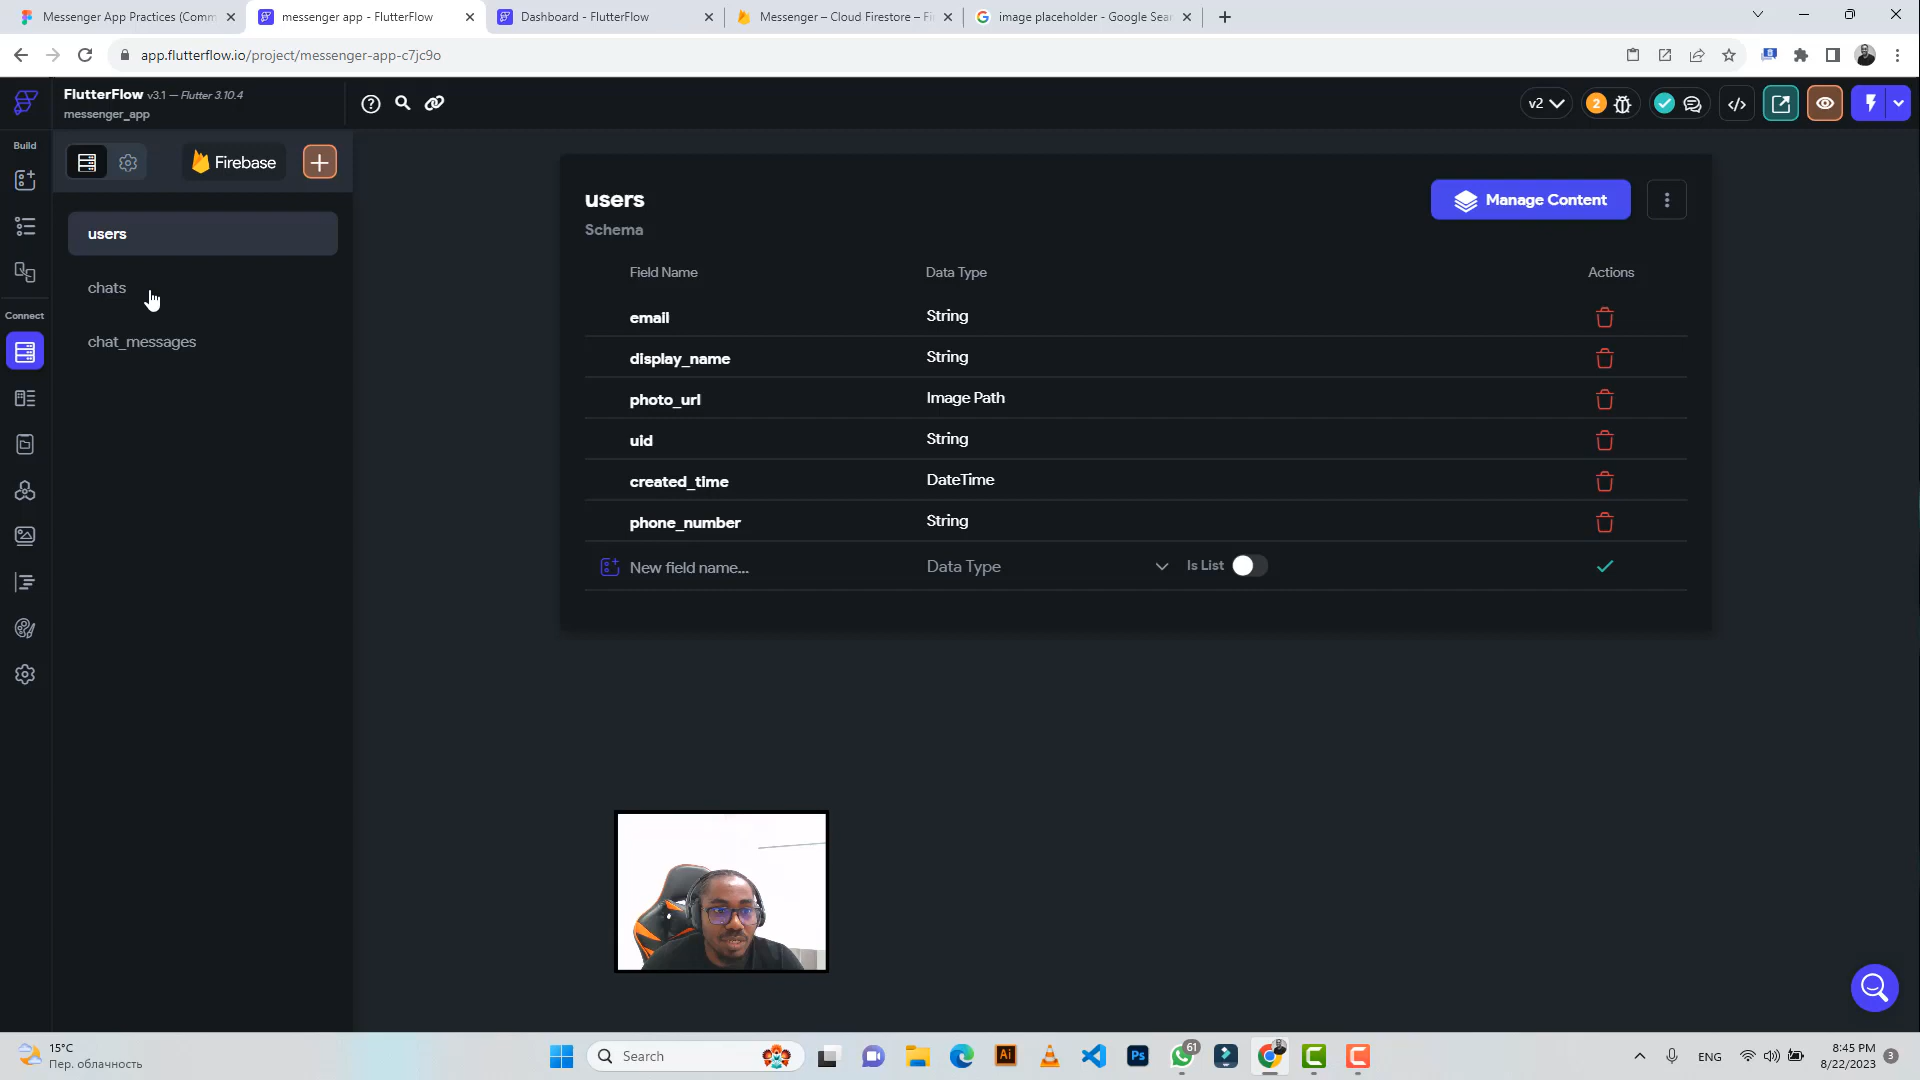 Messenger App Practices (Comm
messenger app - FlutterFlow
Dashboard - FlutterFlow
Messenger – Cloud Firestore – Fi
image placeholder - Google Sea
app.flutterflow.io/project/messenger-app-c7jc9o
FlutterFlow v3.1 — Flutter 3.10.4
messenger_app
v2
2
Build
Firebase
users
chats
chat_messages
Connect
users
Manage Content
Schema
Field Name
Data Type
Actions
email
String
display_name
String
photo_url
Image Path
uid
String
created_time
DateTime
phone_number
String
New field name...
Data Type
Is List
15°C
Пер. облачность
Search
Ai
Ps
61
ENG
8:45 PM
8/22/2023
3